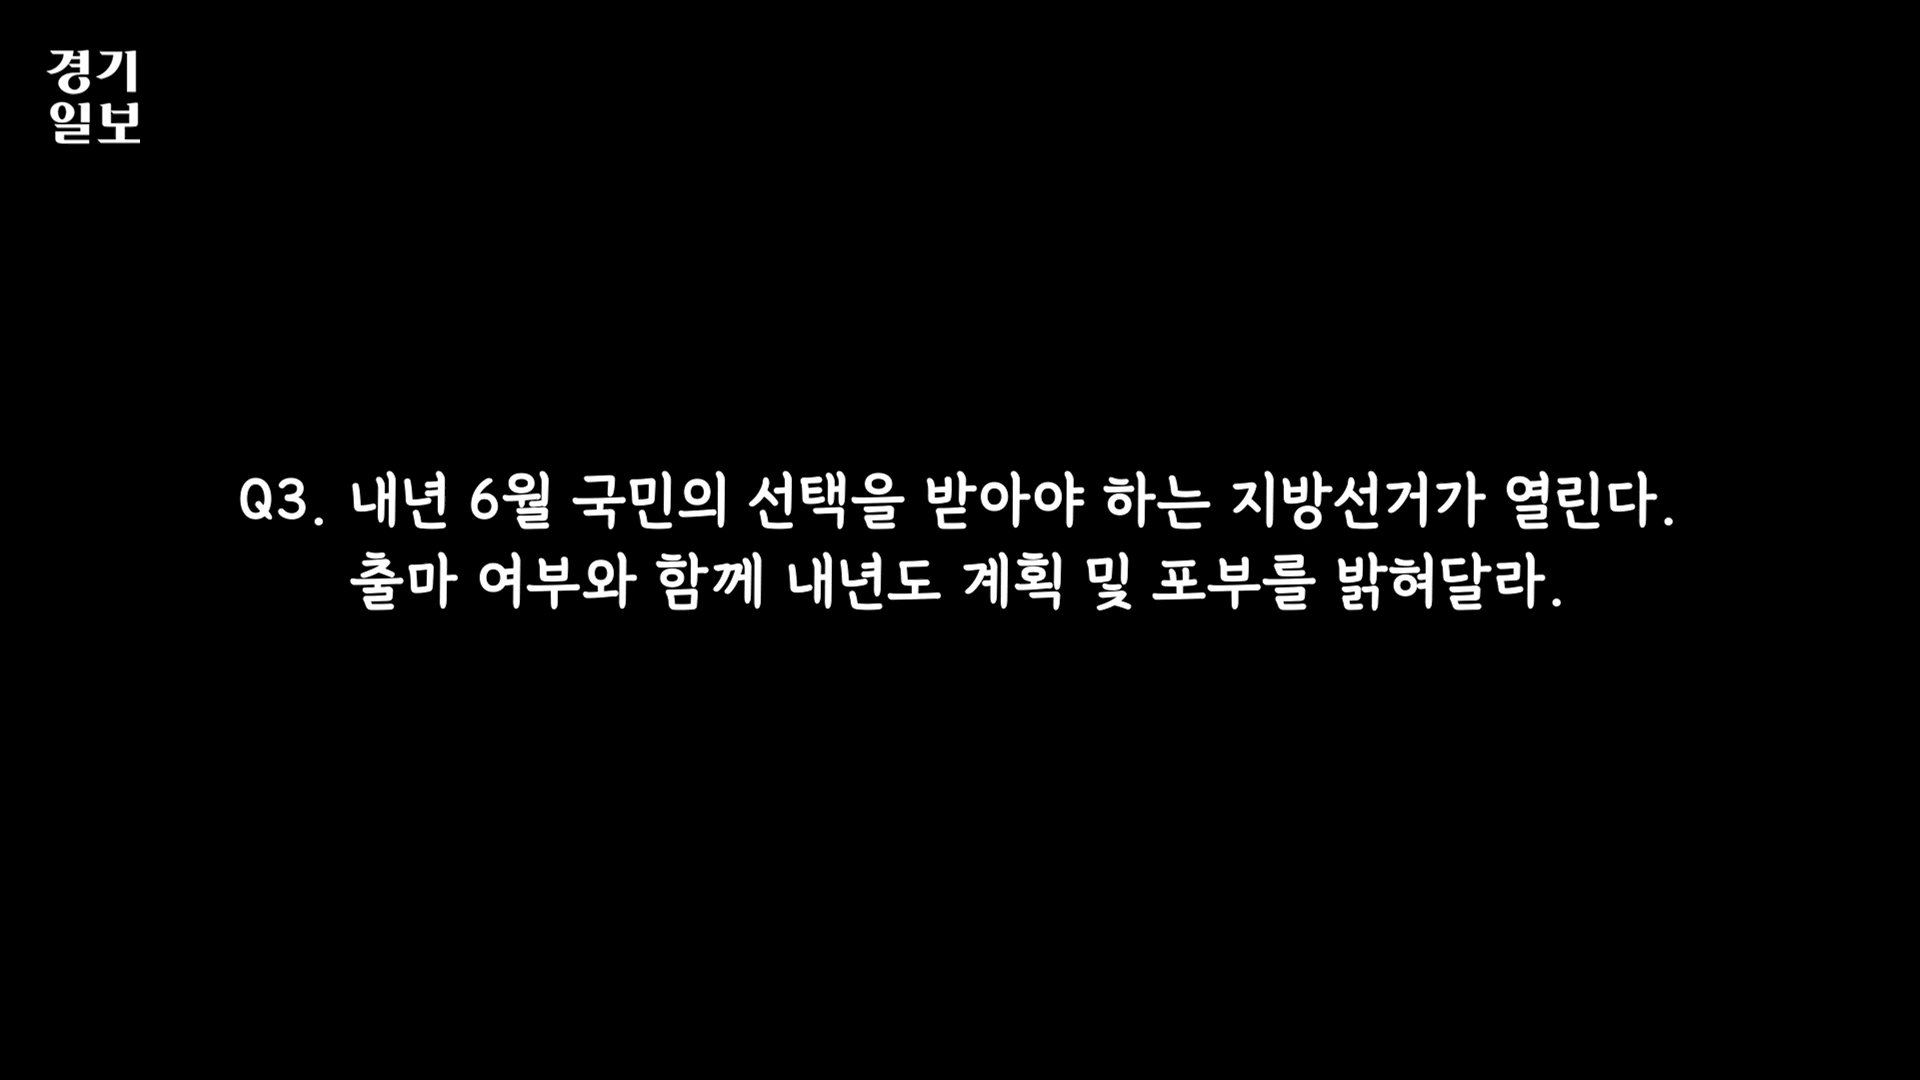 경기
일보
Q3. 내년 6월 국민의 선택을 받아야 하는 지방선거가 열린다.
출마 여부와 함께 내년도 계획 및 포부를 밝혀달라.